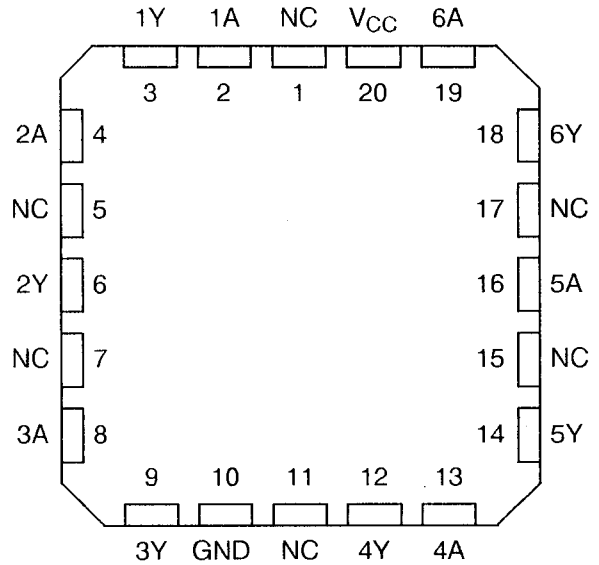 1Y 1A NC VCC 6A
3 2 1 20 19
2A 4 18 6Y
NC 5 17 NC
2Y 6 16 5A
NC 7 15 NC
3A 8 14 5Y
9 10 11 12 13
3Y GND NC 4Y 4A